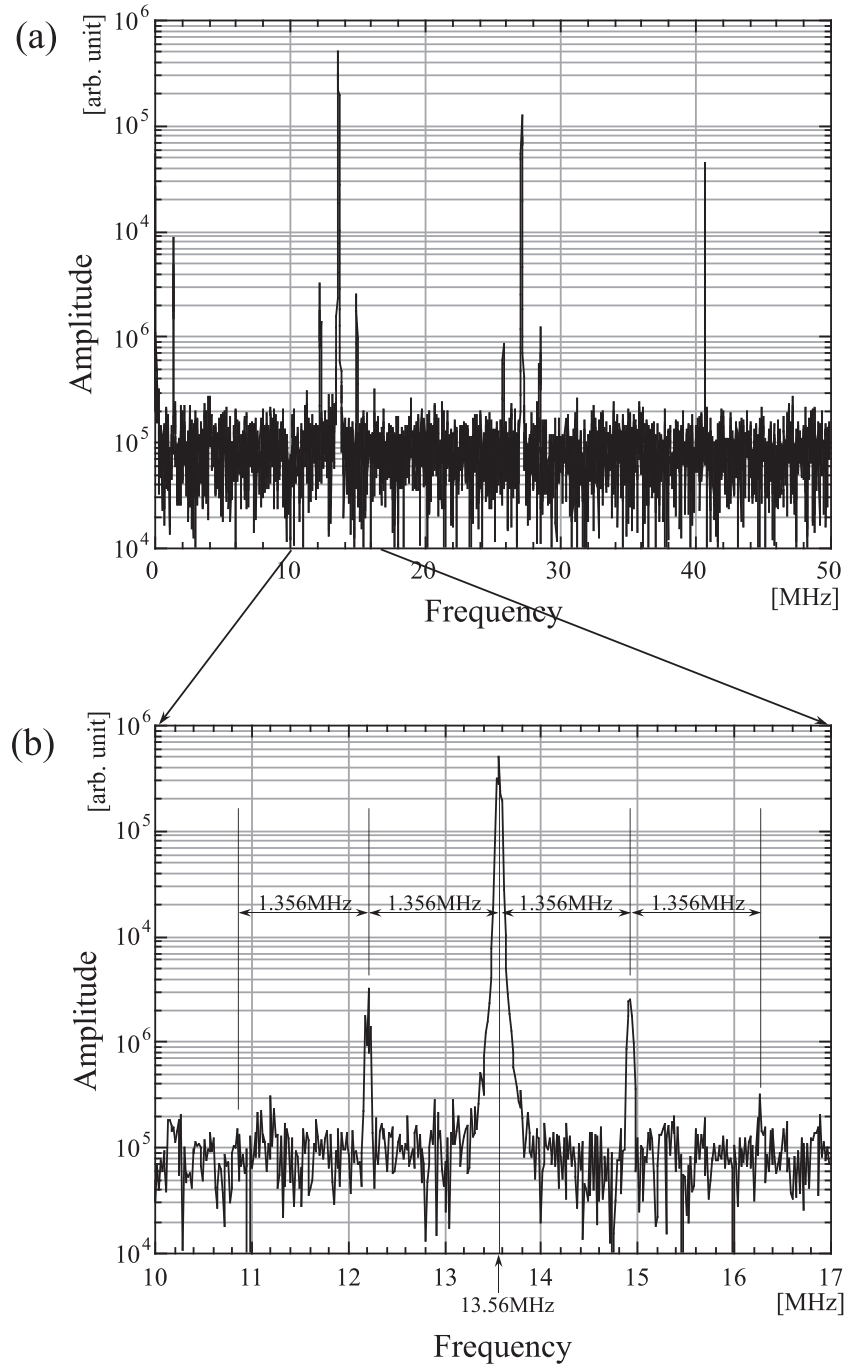 (a)
[arb. unit]
Amplitude
10^6
10^5
10^4
10^6
10^5
10^4
0 10 20 30 40 50
[MHz]
Frequency
(b)
[arb. unit]
Amplitude
10^6
10^5
10^4
10^6
10^5
10^4
1.356MHz 1.356MHz 1.356MHz 1.356MHz
10 11 12 13 14 15 16 17
13.56MHz
[MHz]
Frequency